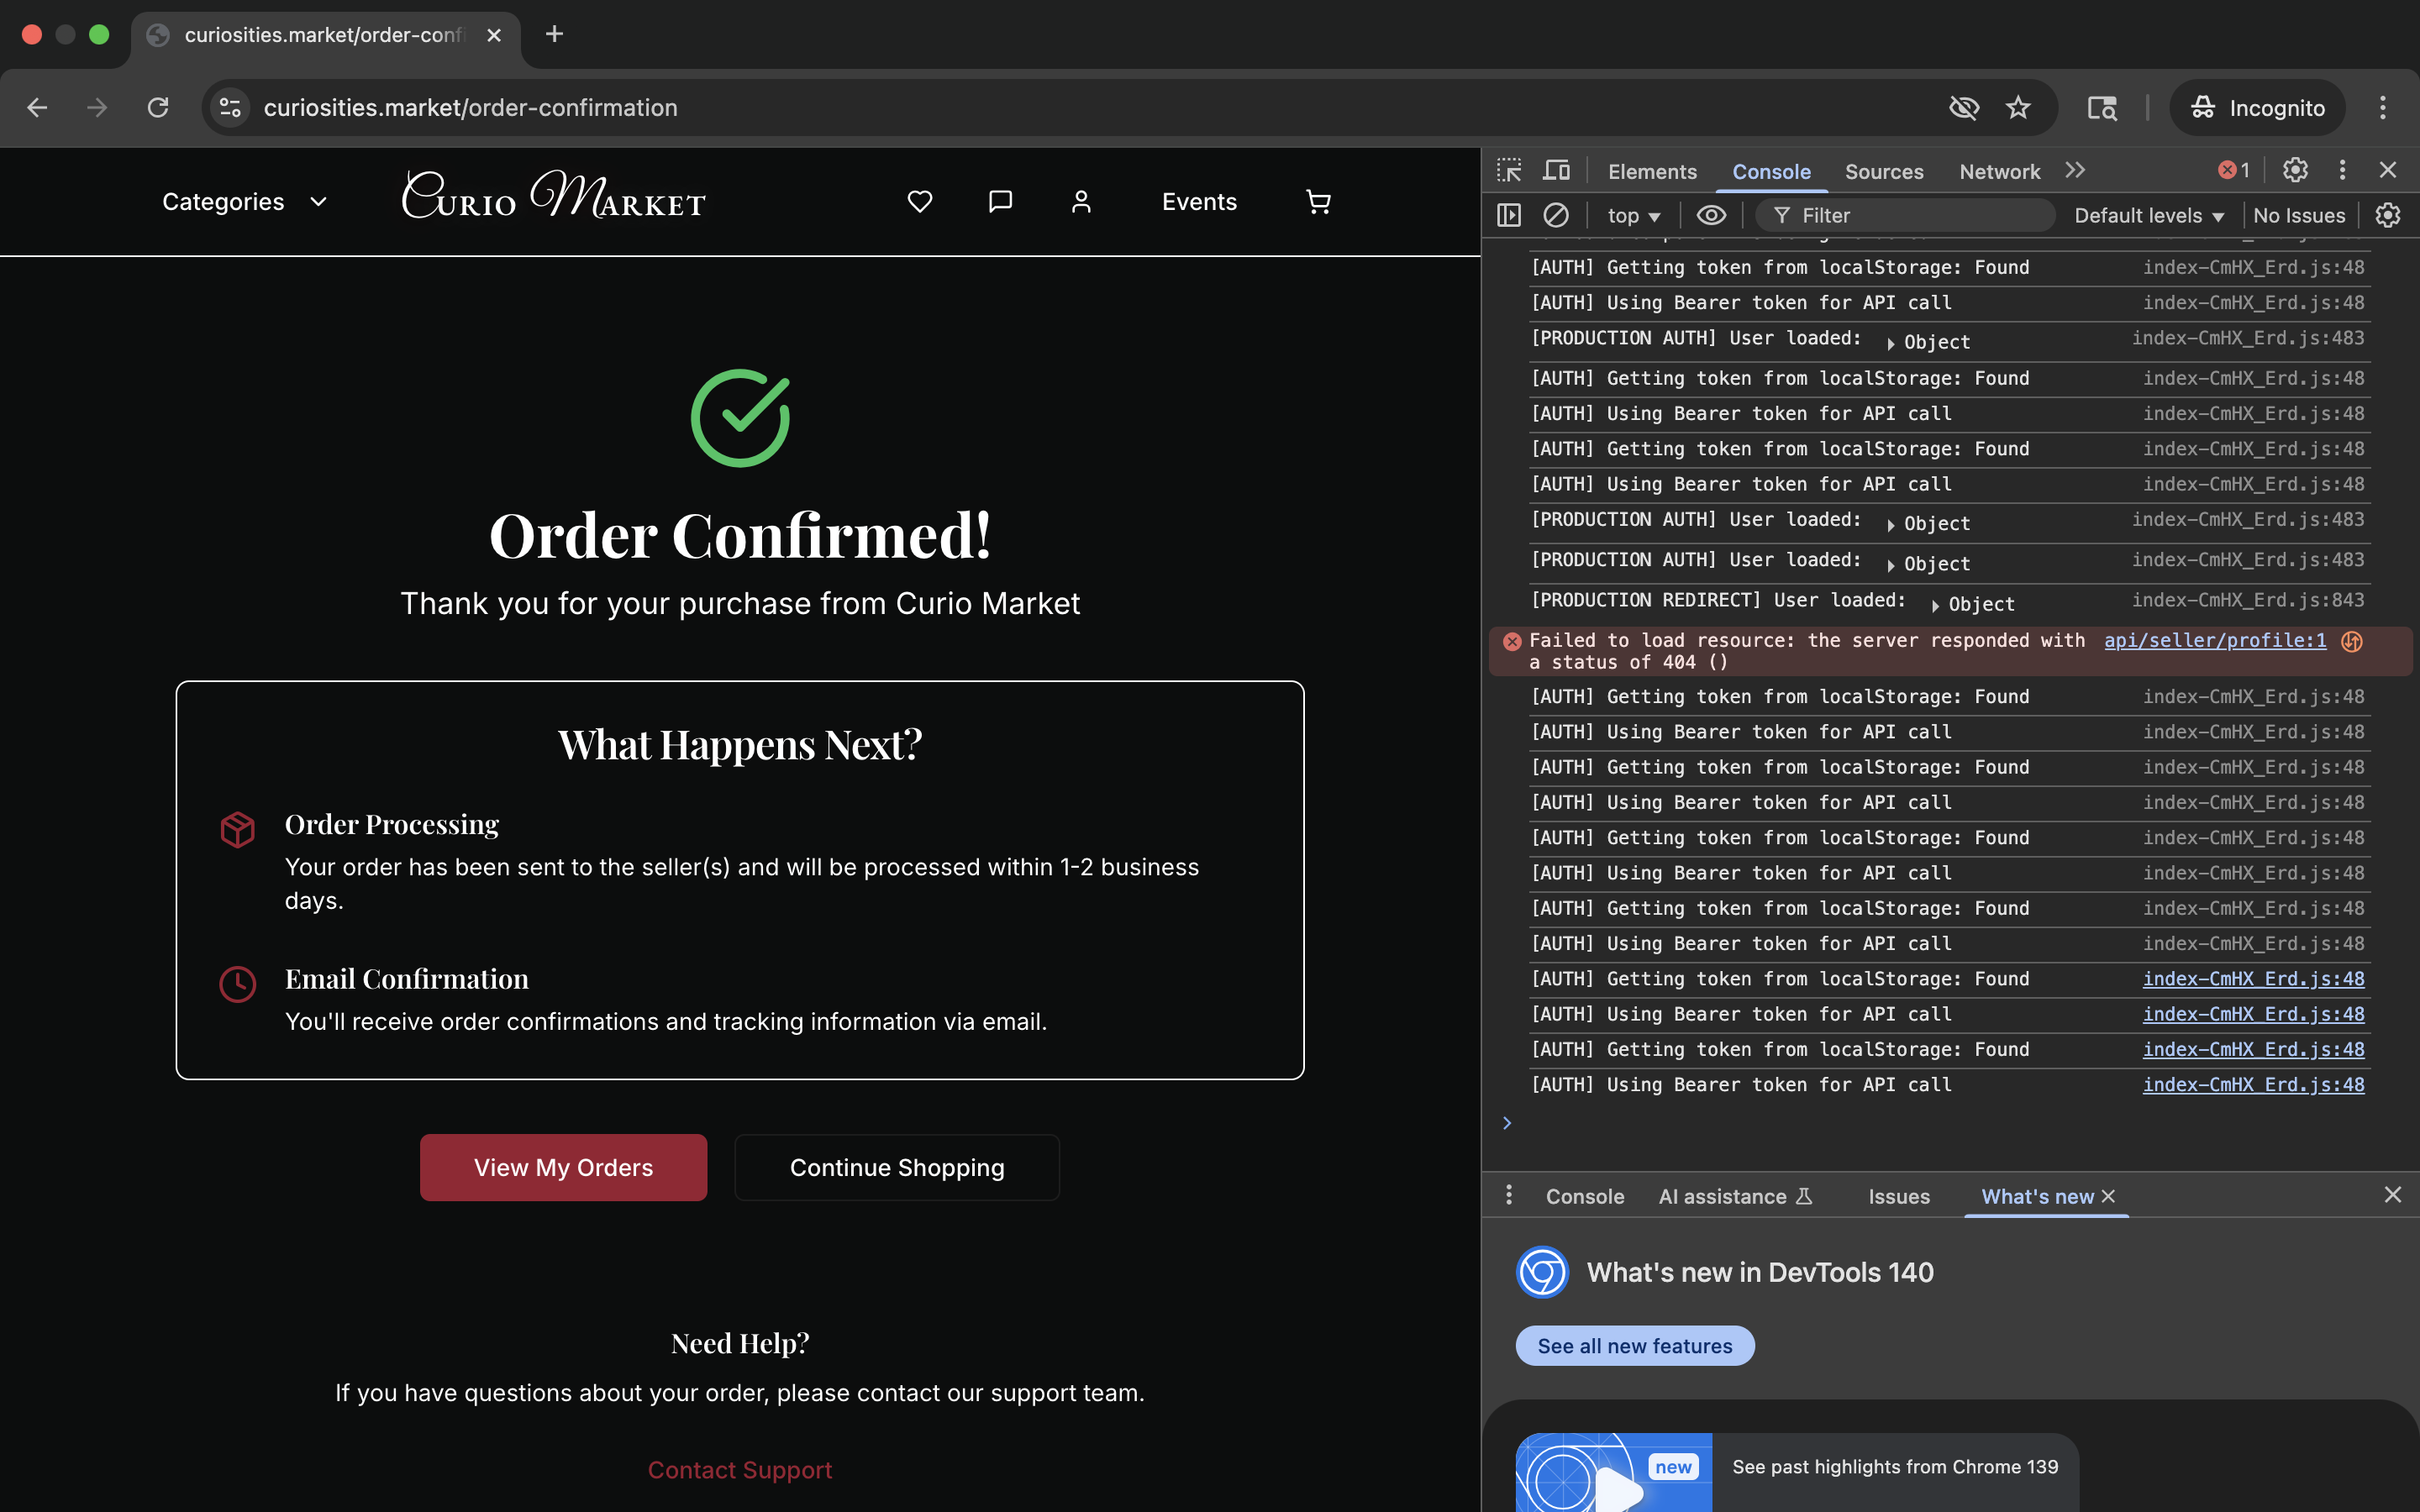 curiosities.market/order-conf
curiosities.market/order-confirmation
Incognito
Categories
Curio Market
Events
Order Confirmed!
Thank you for your purchase from Curio Market
What Happens Next?
Order Processing
Your order has been sent to the seller(s) and will be processed within 1-2 business
days.
Email Confirmation
You'll receive order confirmations and tracking information via email.
View My Orders
Continue Shopping
Need Help?
If you have questions about your order, please contact our support team.
Contact Support
Elements Console Sources Network 1
top Filter Default levels No Issues
[AUTH] Getting token from localStorage: Found index-CmHX_Erd.js:48
[AUTH] Using Bearer token for API call index-CmHX_Erd.js:48
[PRODUCTION AUTH] User loaded: Object index-CmHX_Erd.js:483
[AUTH] Getting token from localStorage: Found index-CmHX_Erd.js:48
[AUTH] Using Bearer token for API call index-CmHX_Erd.js:48
[AUTH] Getting token from localStorage: Found index-CmHX_Erd.js:48
[AUTH] Using Bearer token for API call index-CmHX_Erd.js:48
[PRODUCTION AUTH] User loaded: Object index-CmHX_Erd.js:483
[PRODUCTION AUTH] User loaded: Object index-CmHX_Erd.js:483
[PRODUCTION REDIRECT] User loaded: Object index-CmHX_Erd.js:843
Failed to load resource: the server responded with api/seller/profile:1
a status of 404 ()
[AUTH] Getting token from localStorage: Found index-CmHX_Erd.js:48
[AUTH] Using Bearer token for API call index-CmHX_Erd.js:48
[AUTH] Getting token from localStorage: Found index-CmHX_Erd.js:48
[AUTH] Using Bearer token for API call index-CmHX_Erd.js:48
[AUTH] Getting token from localStorage: Found index-CmHX_Erd.js:48
[AUTH] Using Bearer token for API call index-CmHX_Erd.js:48
[AUTH] Getting token from localStorage: Found index-CmHX_Erd.js:48
[AUTH] Using Bearer token for API call index-CmHX_Erd.js:48
[AUTH] Getting token from localStorage: Found index-CmHX_Erd.js:48
[AUTH] Using Bearer token for API call index-CmHX_Erd.js:48
[AUTH] Getting token from localStorage: Found index-CmHX_Erd.js:48
[AUTH] Using Bearer token for API call index-CmHX_Erd.js:48
Console AI assistance Issues What's new
What's new in DevTools 140
See all new features
new
See past highlights from Chrome 139